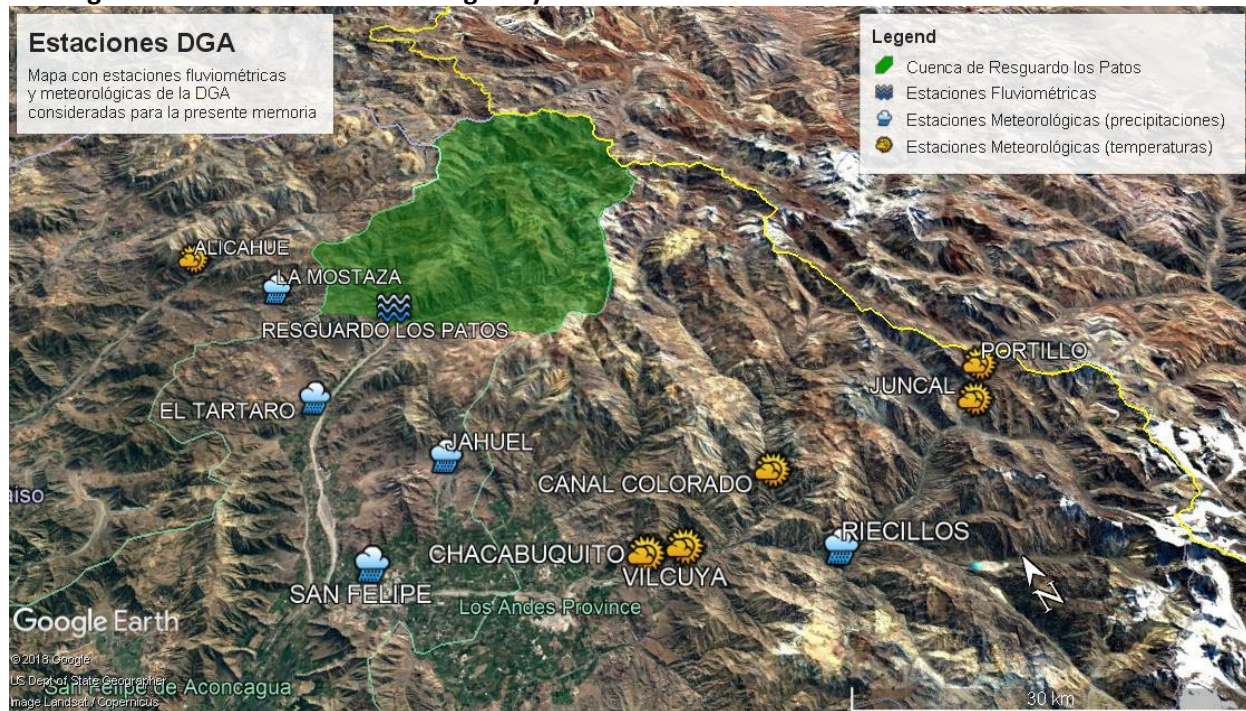 Estaciones DGA
Mapa con estaciones fluviométricas
y meteorológicas de la DGA
consideradas para la presente memoria
Legend
Cuenca de Resguardo los Patos
Estaciones Fluviométricas
Estaciones Meteorológicas (precipitaciones)
Estaciones Meteorológicas (temperaturas)
ALICAHUE
LA MOSTAZA
RESGUARDO LOS PATOS
PORTILLO
JUNCAL
EL TARTARO
JAHUEL
CANAL COLORADO
aiso
RIECILLOS
CHACABUQUITO
VILCUYA
SAN FELIPE
Los Andes Province
N
Google Earth
© 2018 Google
US Dept of State Geographer
San Felipe de Aconcagua
Image Landsat / Copernicus
30 km